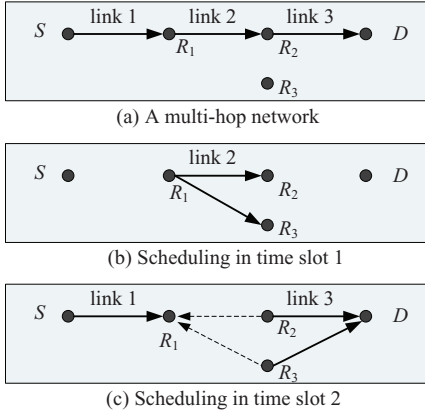 link 1 link 2 link 3
S R1 R2 D
R3
(a) A multi-hop network
link 2
S R1 R2 D
R3
(b) Scheduling in time slot 1
link 1 link 3
S R1 R2 D
R3
(c) Scheduling in time slot 2